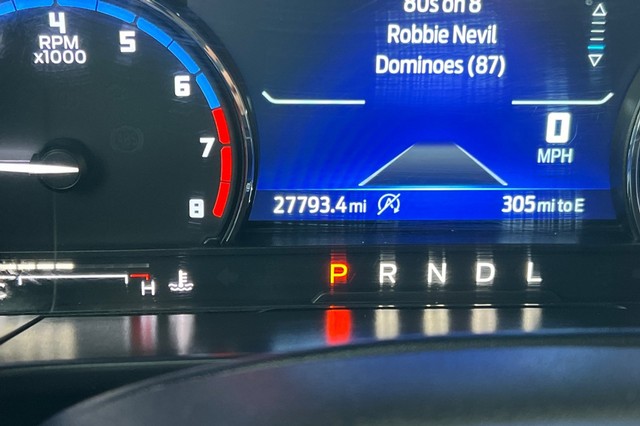 80s on 8
Robbie Nevil
Dominoes (87)
4
RPM
x1000
5
6
7
8
0
MPH
27793.4 mi
305 mi to E
H
P R N D L